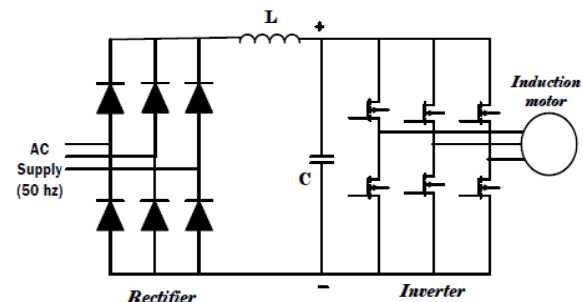 L
+
Induction
motor
AC
Supply
(50 hz)
C
−
Rectifier
Inverter